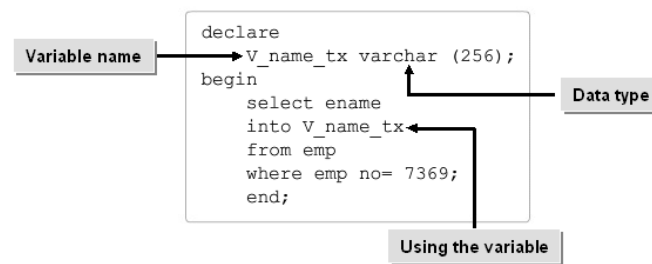 declare
Variable name
V_name_tx varchar (256);
begin
select ename
Data type
into V_name_tx
from emp
where emp no= 7369;
end;
Using the variable